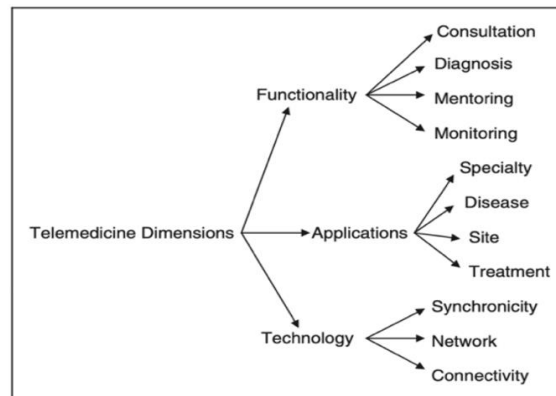 Consultation
Diagnosis
Functionality
Mentoring
Monitoring
Specialty
Disease
Telemedicine Dimensions
Applications
Site
Treatment
Synchronicity
Technology
Network
Connectivity